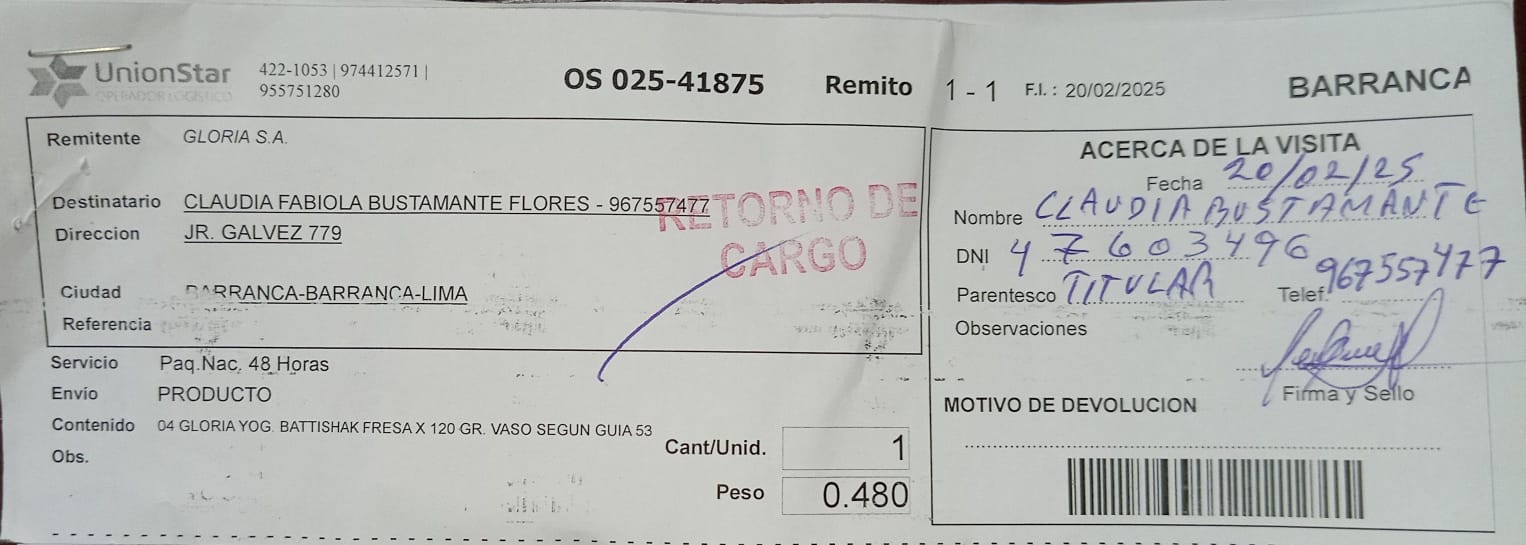 UnionStar
OPERADOR LOGISTICO
422-1053 | 974412571 |
955751280
OS 025-41875
Remito 1 - 1
F.I. : 20/02/2025
BARRANCA
Remitente GLORIA S.A.
Destinatario CLAUDIA FABIOLA BUSTAMANTE FLORES - 967557477
Direccion JR. GALVEZ 779
Ciudad BARRANCA-BARRANCA-LIMA
Referencia
RETORNO DE
CARGO
Servicio Paq.Nac. 48 Horas
Envío PRODUCTO
Contenido 04 GLORIA YOG. BATTISHAK FRESA X 120 GR. VASO SEGUN GUIA 53
Obs.
Cant/Unid. 1
Peso 0.480
ACERCA DE LA VISITA
Fecha 20/02/25
Nombre CLAUDIA BUSTAMANTE
DNI 47603496
Parentesco TITULAR Telef. 967557477
Observaciones
Firma y Sello
MOTIVO DE DEVOLUCION